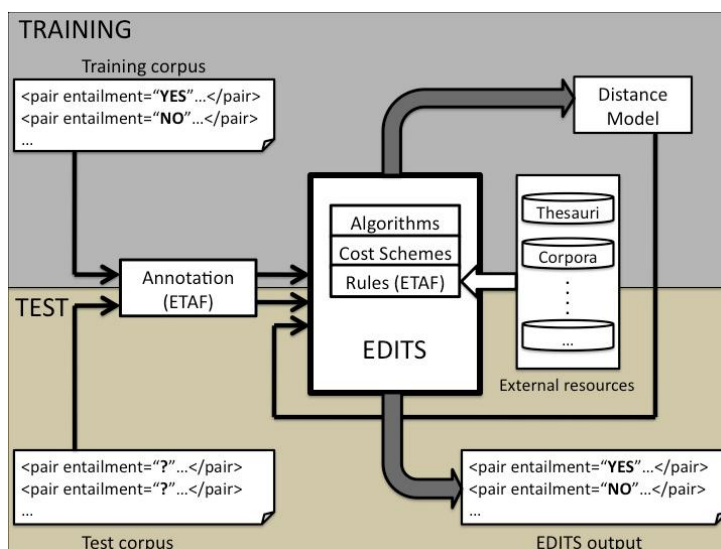 TRAINING
Training corpus
<pair entailment=“YES”...</pair>
<pair entailment=“NO”...</pair>
...
Distance
Model
Algorithms
Cost Schemes
Rules (ETAF)
EDITS
Thesauri
Corpora
...
External resources
Annotation
(ETAF)
TEST
<pair entailment=“?”...</pair>
<pair entailment=“?”...</pair>
...
Test corpus
<pair entailment=“YES”...</pair>
<pair entailment=“NO”...</pair>
...
EDITS output